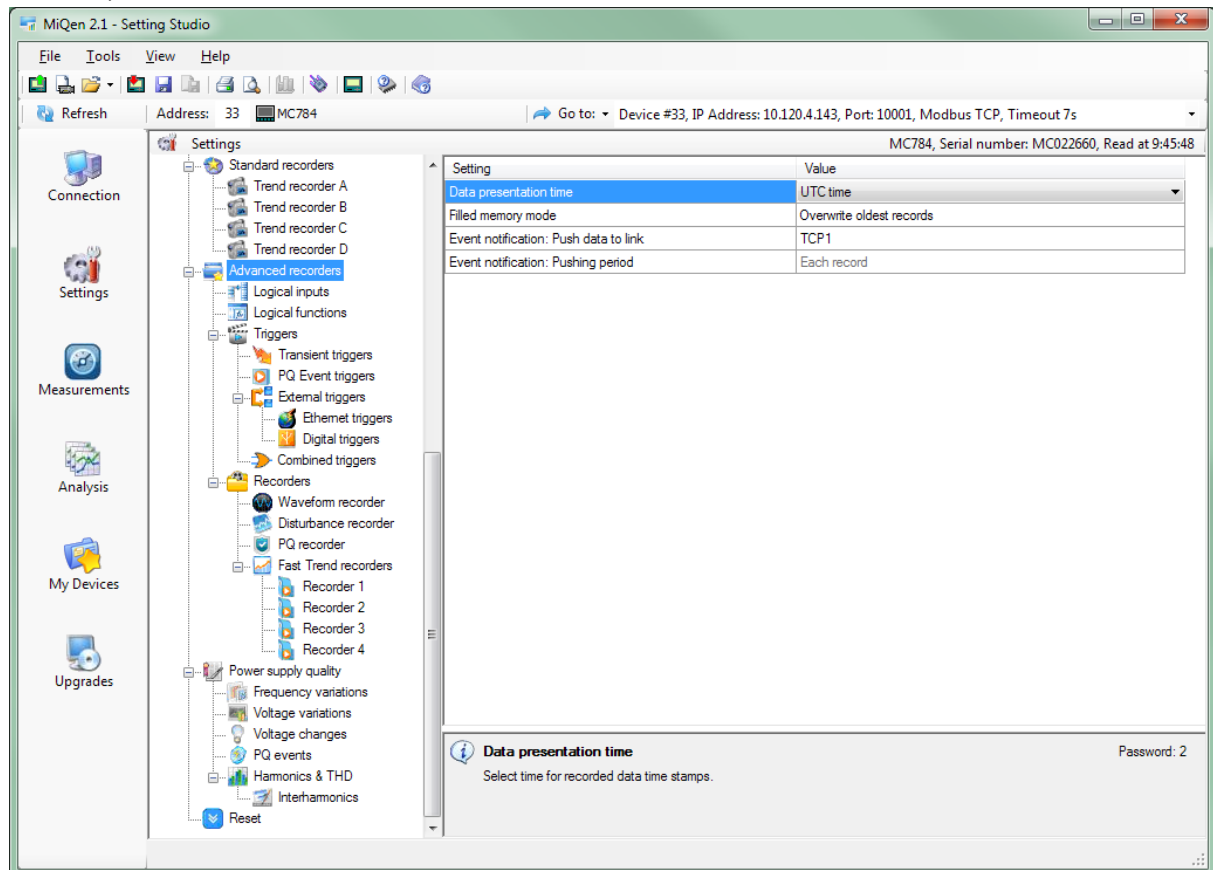 MiQen 2.1 - Setting Studio
File Tools View Help
Refresh Address: 33 MC784 Go to: Device #33, IP Address: 10.120.4.143, Port: 10001, Modbus TCP, Timeout 7s
Settings MC784, Serial number: MC022660, Read at 9:45:48
Connection
Settings
Measurements
Analysis
My Devices
Upgrades
Standard recorders
Trend recorder A
Trend recorder B
Trend recorder C
Trend recorder D
Advanced recorders
Logical inputs
Logical functions
Triggers
Transient triggers
PQ Event triggers
External triggers
Ethernet triggers
Digital triggers
Combined triggers
Recorders
Waveform recorder
Disturbance recorder
PQ recorder
Fast Trend recorders
Recorder 1
Recorder 2
Recorder 3
Recorder 4
Power supply quality
Frequency variations
Voltage variations
Voltage changes
PQ events
Harmonics & THD
Interharmonics
Reset
Setting Value
Data presentation time UTC time
Filled memory mode Overwrite oldest records
Event notification: Push data to link TCP1
Event notification: Pushing period Each record
Data presentation time Password: 2
Select time for recorded data time stamps.